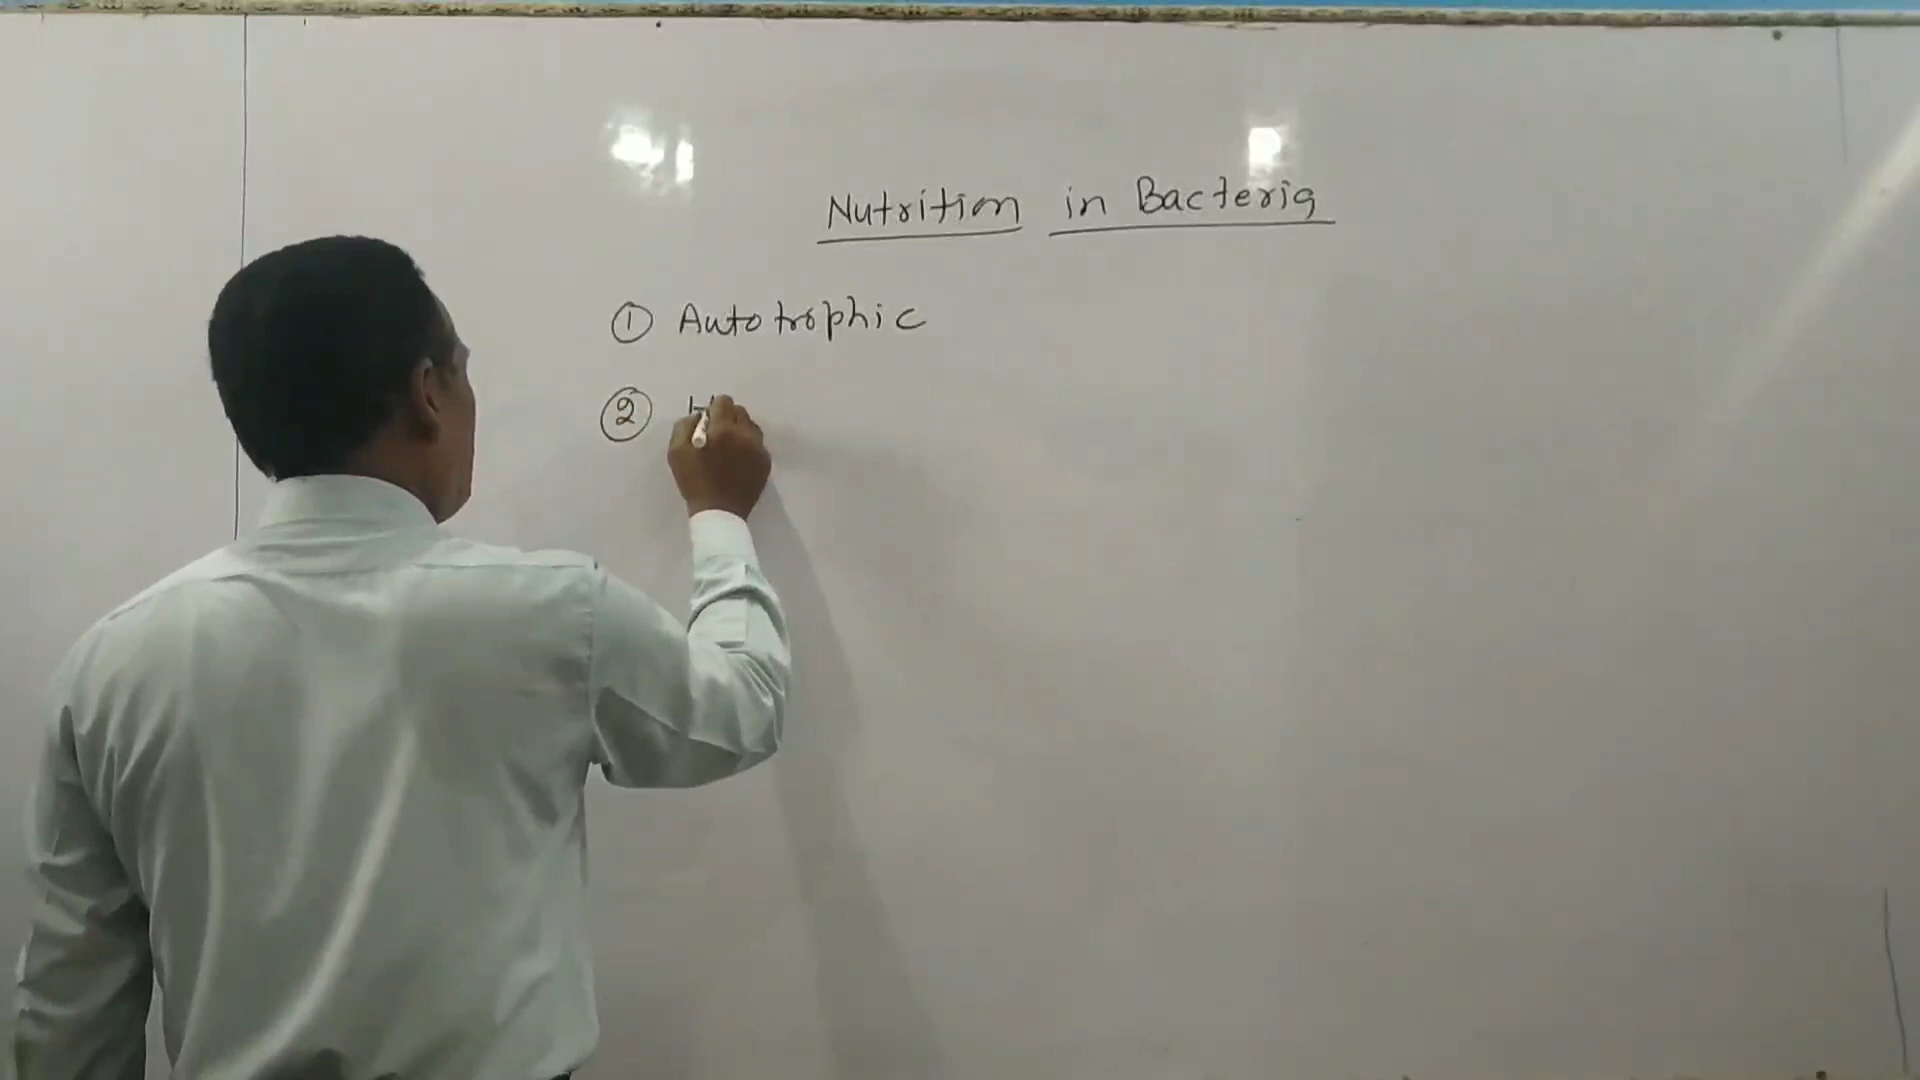 Nutrition in Bacteria
① Autotrophic
② H